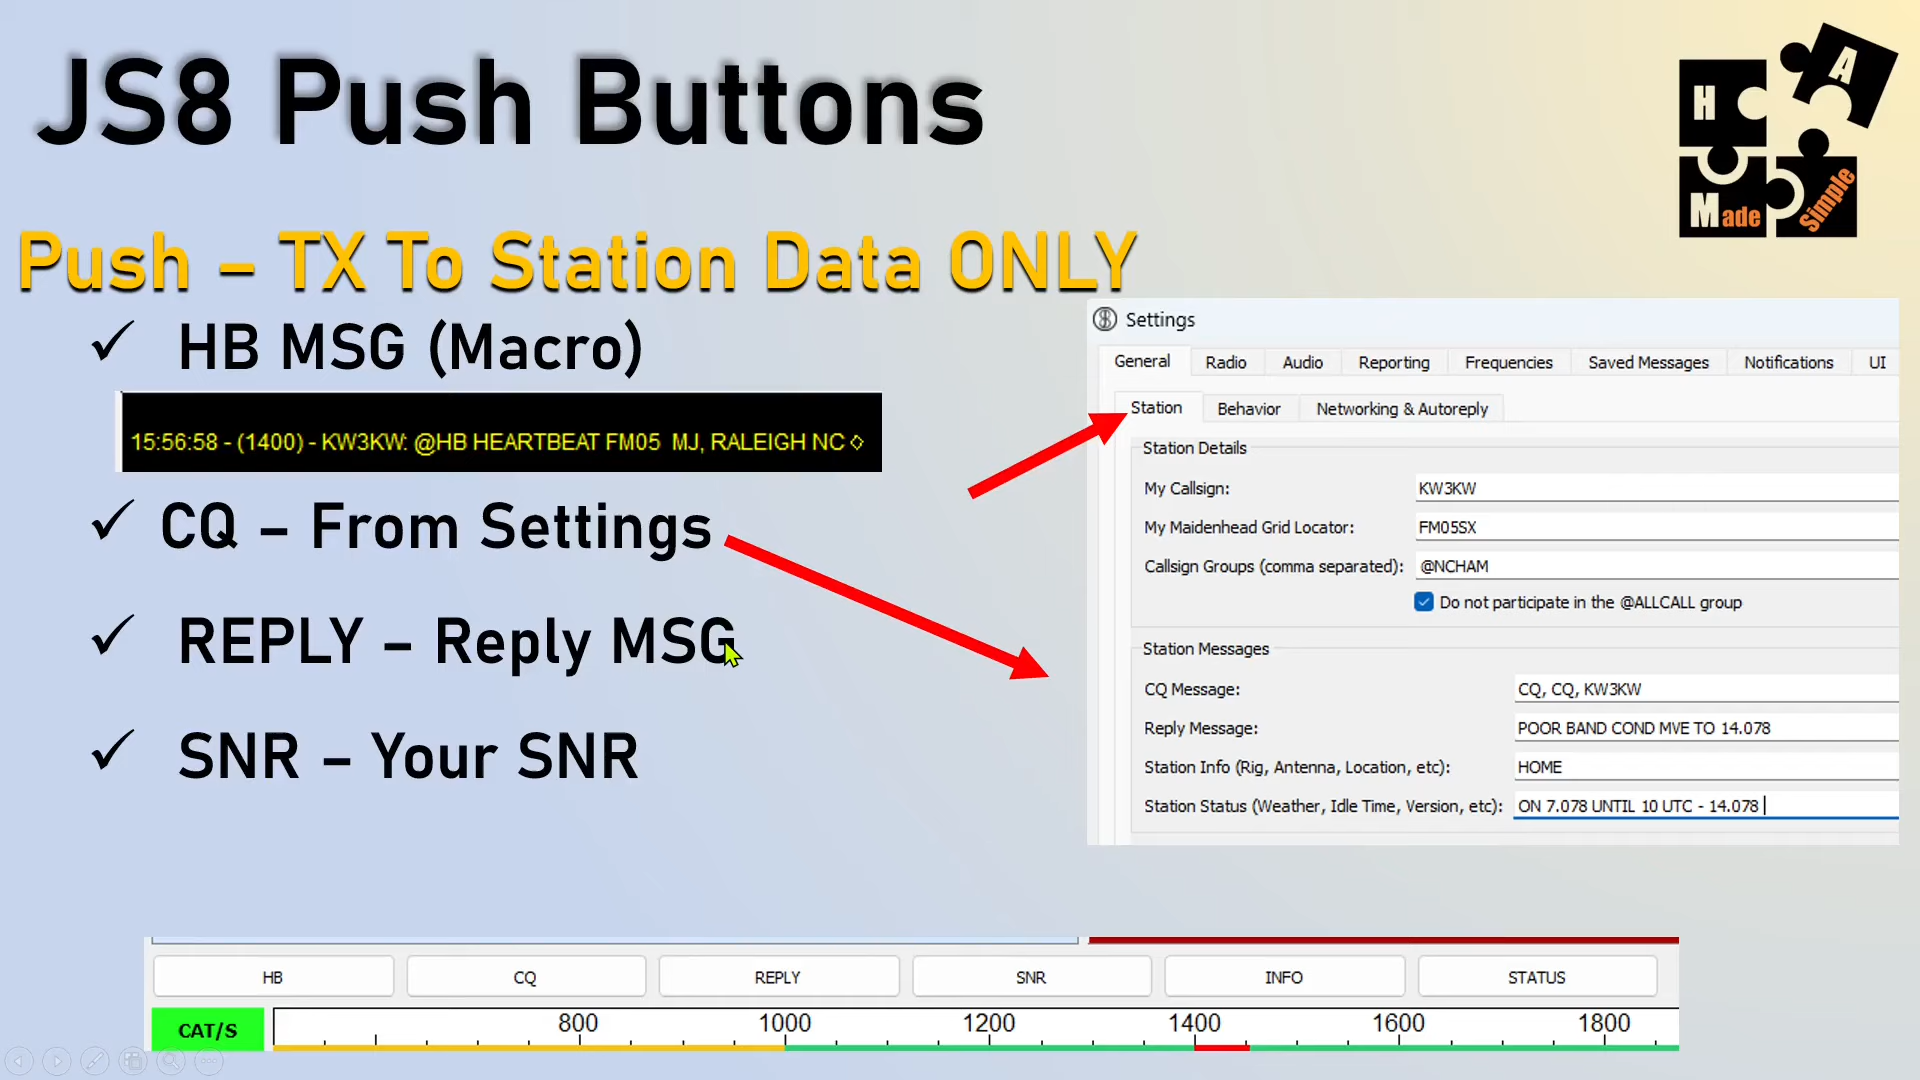 JS8 Push Buttons
H A
Made Simple
Push – TX To Station Data ONLY
✓ HB MSG (Macro)
15:56:58 - (1400) - KW3KW: @HB HEARTBEAT FM05  MJ, RALEIGH NC ◇
✓ CQ – From Settings
✓ REPLY – Reply MSG
✓ SNR – Your SNR
Settings
General Radio Audio Reporting Frequencies Saved Messages Notifications UI
Station Behavior Networking & Autoreply
Station Details
My Callsign: KW3KW
My Maidenhead Grid Locator: FM05SX
Callsign Groups (comma separated): @NCHAM
Do not participate in the @ALLCALL group
Station Messages
CQ Message: CQ, CQ, KW3KW
Reply Message: POOR BAND COND MVE TO 14.078
Station Info (Rig, Antenna, Location, etc): HOME
Station Status (Weather, Idle Time, Version, etc): ON 7.078 UNTIL 10 UTC - 14.078
HB CQ REPLY SNR INFO STATUS
CAT/S 800 1000 1200 1400 1600 1800